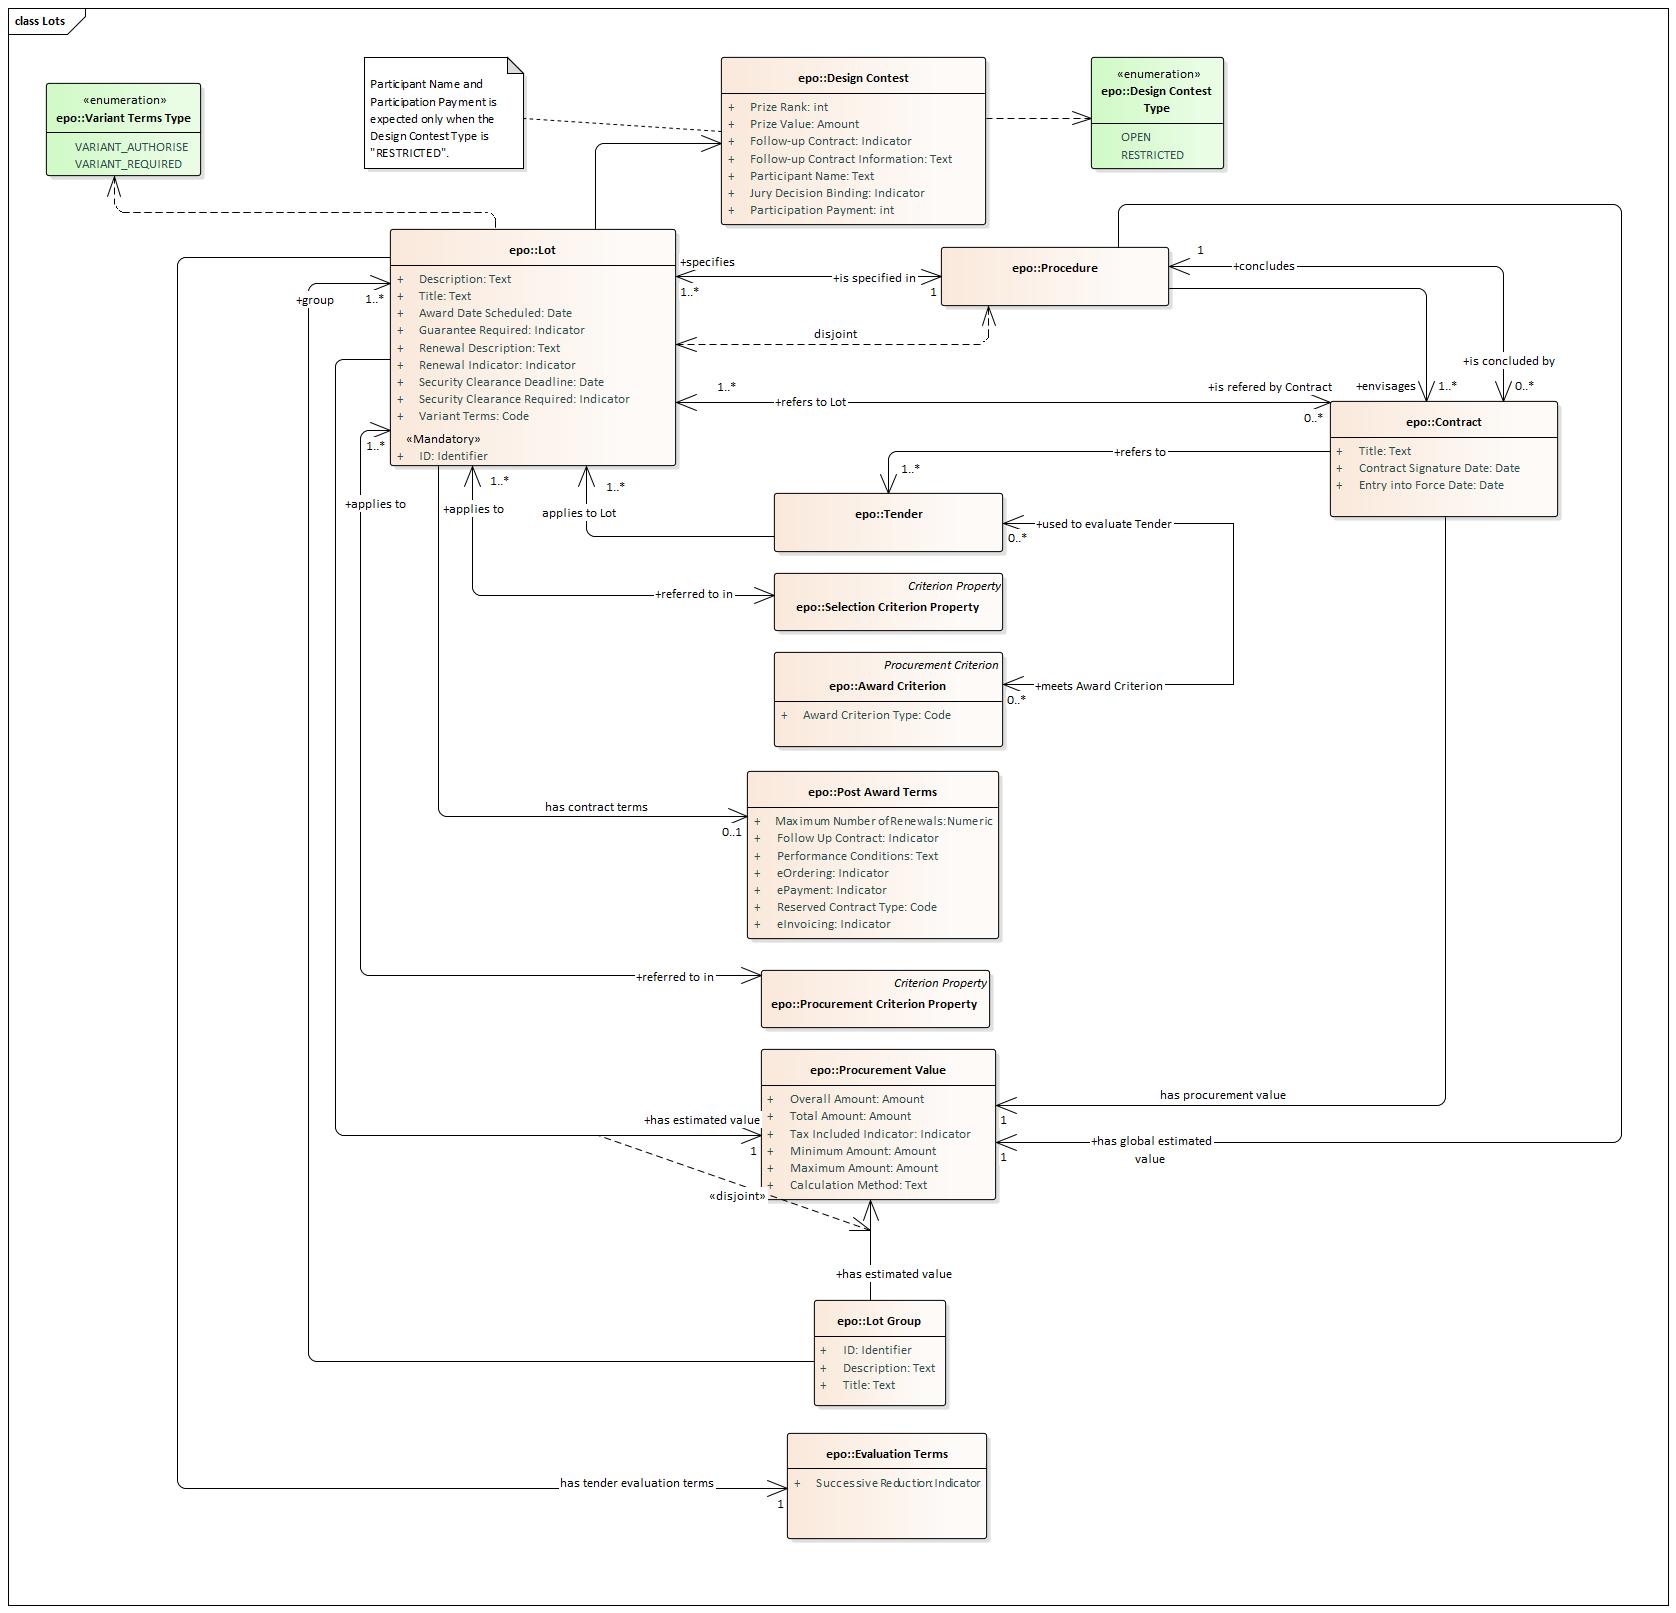 class Lots
«enumeration»
epo::Variant Terms Type
VARIANT_AUTHORISE
VARIANT_REQUIRED
Participant Name and
Participation Payment is
expected only when the
Design Contest Type is
"RESTRICTED".
epo::Design Contest
+ Prize Rank: int
+ Prize Value: Amount
+ Follow-up Contract: Indicator
+ Follow-up Contract Information: Text
+ Participant Name: Text
+ Jury Decision Binding: Indicator
+ Participation Payment: int
«enumeration»
epo::Design Contest
Type
OPEN
RESTRICTED
epo::Lot
+ Description: Text
+ Title: Text
+ Award Date Scheduled: Date
+ Guarantee Required: Indicator
+ Renewal Description: Text
+ Renewal Indicator: Indicator
+ Security Clearance Deadline: Date
+ Security Clearance Required: Indicator
+ Variant Terms: Code
«Mandatory»
+ ID: Identifier
+group
1..*
+specifies
1..*
+is specified in
1
epo::Procedure
1
+concludes
disjoint
+is concluded by
0..*
+envisages
1..*
1..*
+refers to Lot
+is refered by Contract
0..*
epo::Contract
+ Title: Text
+ Contract Signature Date: Date
+ Entry into Force Date: Date
1..*
+applies to
1..*
+applies to
1..*
applies to Lot
+refers to
1..*
epo::Tender
+used to evaluate Tender
0..*
+referred to in
Criterion Property
epo::Selection Criterion Property
Procurement Criterion
epo::Award Criterion
+ Award Criterion Type: Code
+meets Award Criterion
0..*
has contract terms
0..1
epo::Post Award Terms
+ Maximum Number of Renewals: Numeric
+ Follow Up Contract: Indicator
+ Performance Conditions: Text
+ eOrdering: Indicator
+ ePayment: Indicator
+ Reserved Contract Type: Code
+ eInvoicing: Indicator
+referred to in
Criterion Property
epo::Procurement Criterion Property
epo::Procurement Value
+ Overall Amount: Amount
+ Total Amount: Amount
+ Tax Included Indicator: Indicator
+ Minimum Amount: Amount
+ Maximum Amount: Amount
+ Calculation Method: Text
+has estimated value
1
has procurement value
1
+has global estimated
value
1
«disjoint»
+has estimated value
epo::Lot Group
+ ID: Identifier
+ Description: Text
+ Title: Text
has tender evaluation terms
1
epo::Evaluation Terms
+ Successive Reduction: Indicator